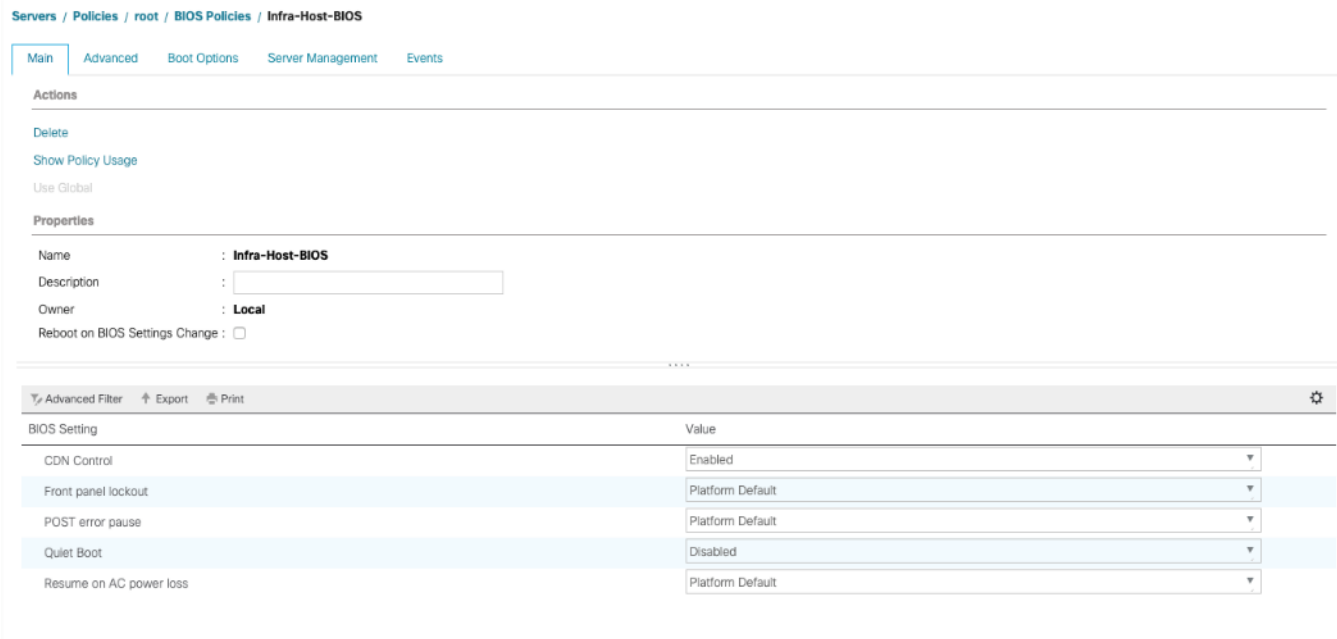 Servers / Policies / root / BIOS Policies / Infra-Host-BIOS
Main Advanced Boot Options Server Management Events
Actions
Delete
Show Policy Usage
Use Global
Properties
Name : Infra-Host-BIOS
Description :
Owner : Local
Reboot on BIOS Settings Change :
Advanced Filter Export Print
BIOS Setting Value
CDN Control Enabled
Front panel lockout Platform Default
POST error pause Platform Default
Quiet Boot Disabled
Resume on AC power loss Platform Default